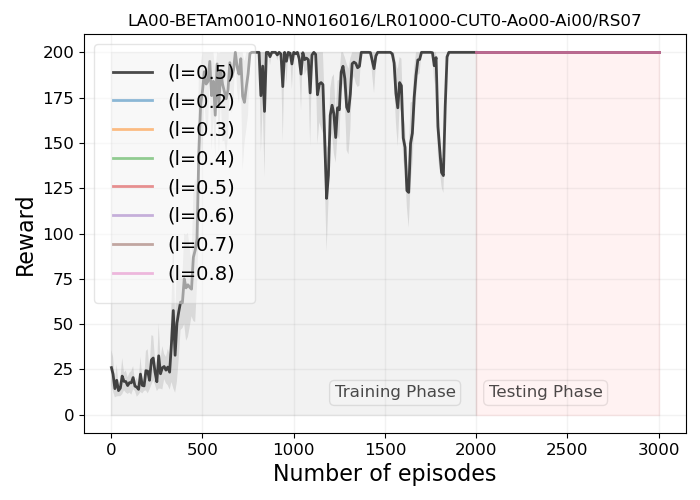 LA00-BETAm0010-NN016016/LR01000-CUT0-Ao00-Ai00/RS07
200
175
150
125
100
75
50
25
0
Reward
(l=0.5)
(l=0.2)
(l=0.3)
(l=0.4)
(l=0.5)
(l=0.6)
(l=0.7)
(l=0.8)
Training Phase
Testing Phase
0 500 1000 1500 2000 2500 3000
Number of episodes